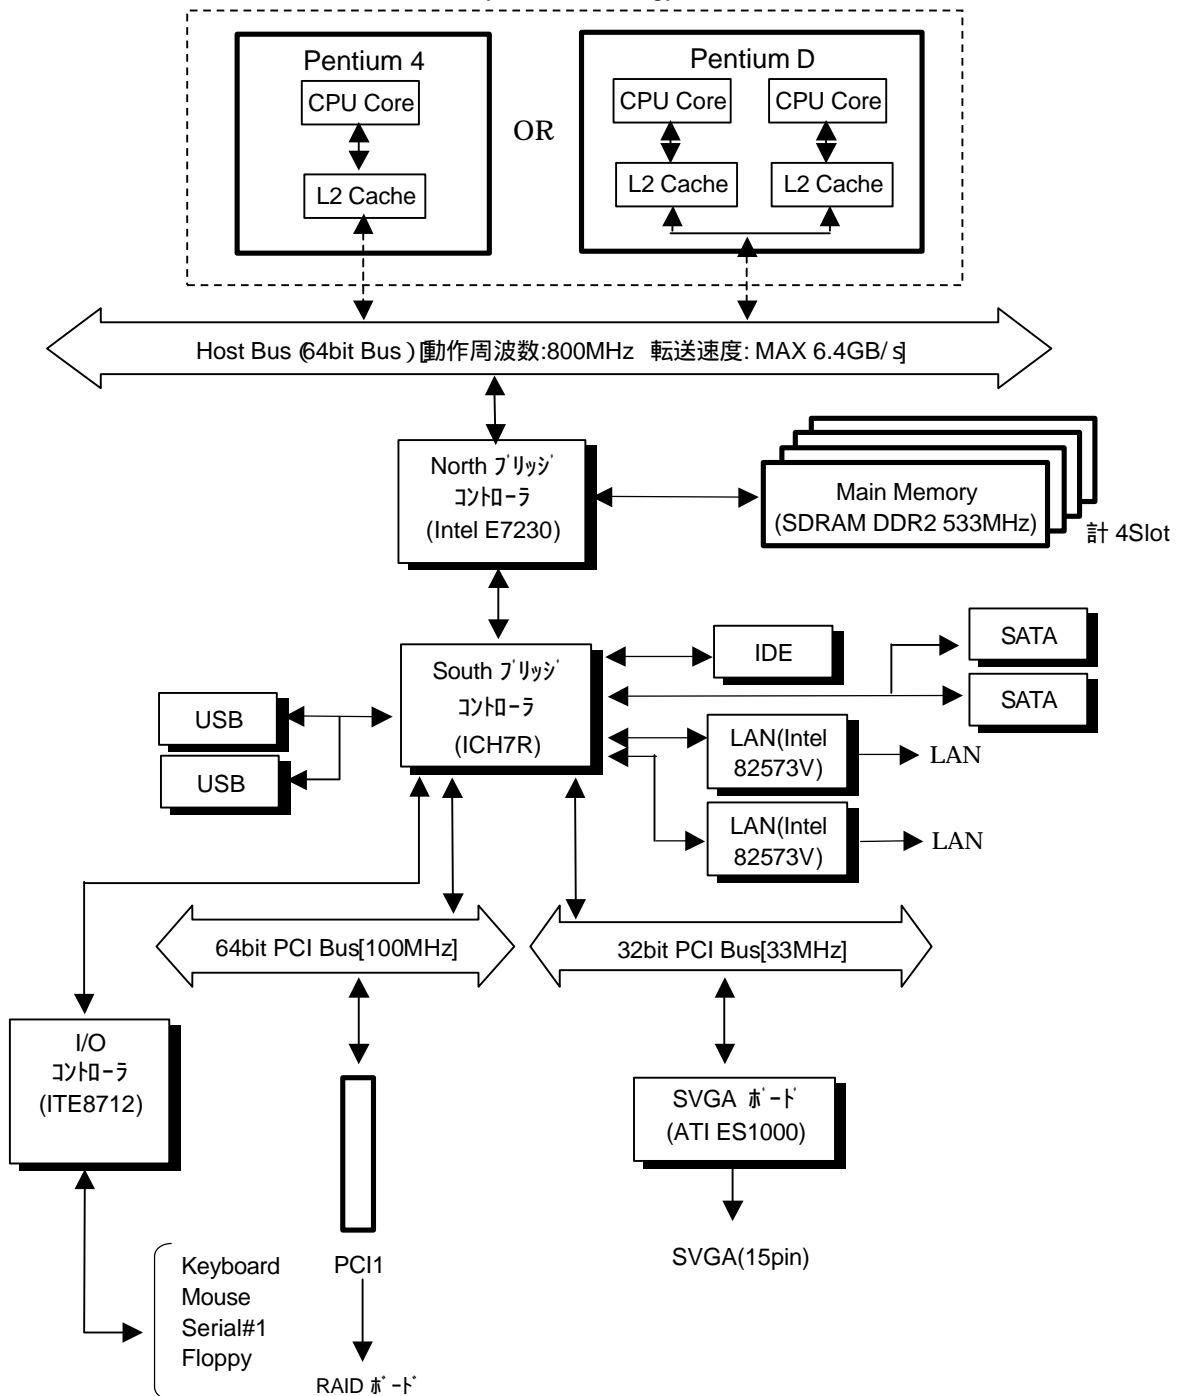 Pentium 4
CPU Core
L2 Cache
OR
Pentium D
CPU Core
CPU Core
L2 Cache
L2 Cache
Host Bus (64bit Bus) [動作周波数:800MHz 転送速度: MAX 6.4GB/s]
North ﾌﾞﾘｯｼﾞ
ｺﾝﾄﾛｰﾗ
(Intel E7230)
Main Memory
(SDRAM DDR2 533MHz)
計 4Slot
South ﾌﾞﾘｯｼﾞ
ｺﾝﾄﾛｰﾗ
(ICH7R)
IDE
SATA
SATA
USB
USB
LAN(Intel
82573V)
LAN
LAN(Intel
82573V)
LAN
64bit PCI Bus[100MHz]
32bit PCI Bus[33MHz]
I/O
ｺﾝﾄﾛｰﾗ
(ITE8712)
SVGA ﾎﾞｰﾄﾞ
(ATI ES1000)
SVGA(15pin)
Keyboard
Mouse
Serial#1
Floppy
PCI1
RAID ﾎﾞｰﾄﾞ